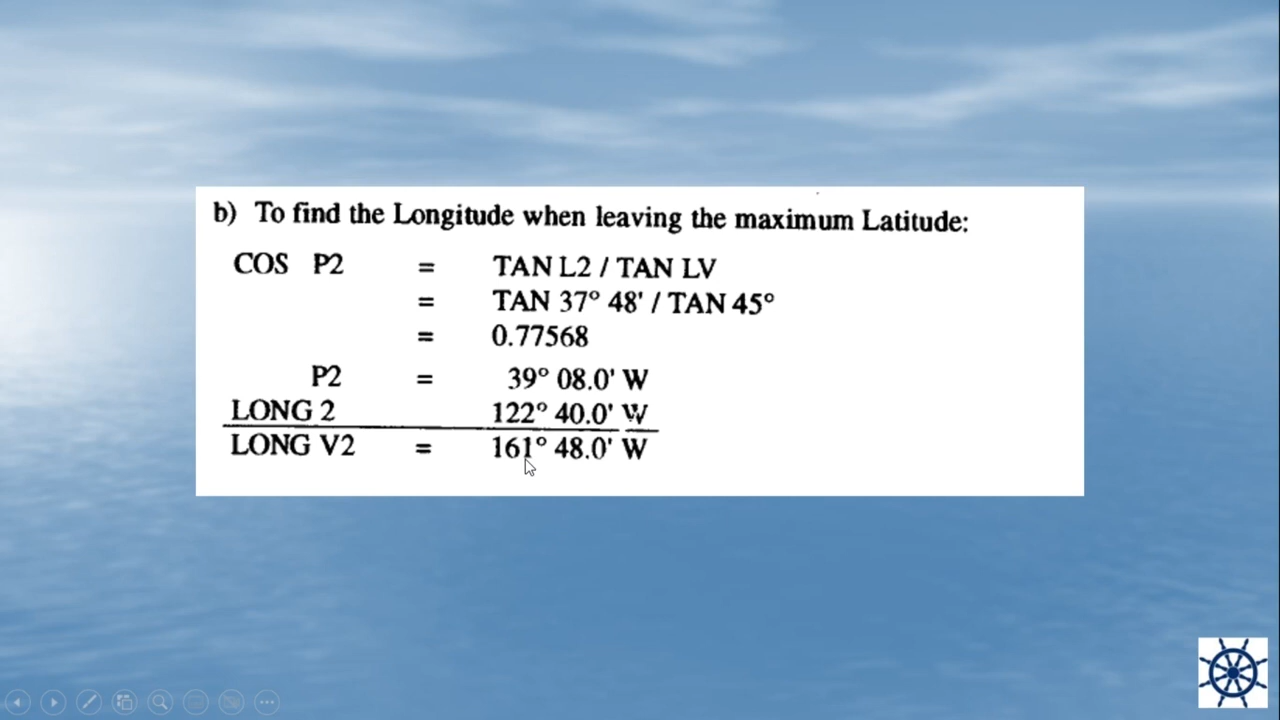 b) To find the Longitude when leaving the maximum Latitude:
COS P2 = TAN L2 / TAN LV
= TAN 37° 48' / TAN 45°
= 0.77568
P2 = 39° 08.0' W
LONG 2 122° 40.0' W
LONG V2 = 161° 48.0' W